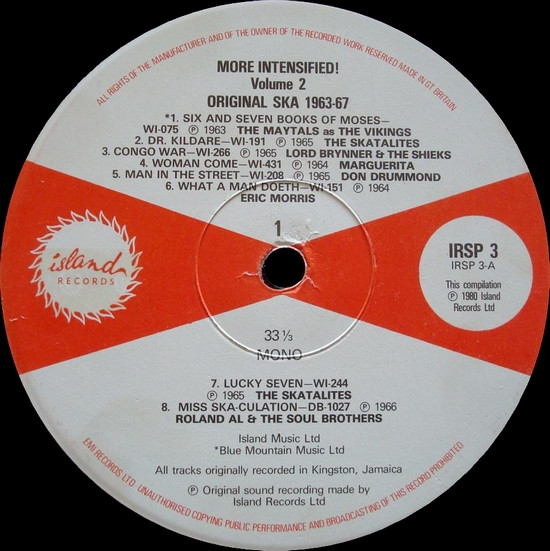 ALL RIGHTS OF THE MANUFACTURER AND OF THE OWNER OF THE RECORDED WORK RESERVED MADE IN GT. BRITAIN
MORE INTENSIFIED!
Volume 2
ORIGINAL SKA 1963-67
*1. SIX AND SEVEN BOOKS OF MOSES—
WI-075 Ⓟ 1963 THE MAYTALS as THE VIKINGS
2. DR. KILDARE—WI-191 Ⓟ 1965 THE SKATALITES
3. CONGO WAR—WI-266 Ⓟ 1965 LORD BRYNNER & THE SHIEKS
4. WOMAN COME—WI-431 Ⓟ 1964 MARGUERITA
5. MAN IN THE STREET—WI-208 Ⓟ 1965 DON DRUMMOND
6. WHAT A MAN DOETH—WI-151 Ⓟ 1964
ERIC MORRIS
1
island
RECORDS
IRSP 3
IRSP 3-A
This compilation
Ⓟ 1980 Island
Records Ltd
33⅓
MONO
7. LUCKY SEVEN—WI-244
Ⓟ 1965 THE SKATALITES
8. MISS SKA-CULATION—DB-1027 Ⓟ 1966
ROLAND AL & THE SOUL BROTHERS
Island Music Ltd
*Blue Mountain Music Ltd
All tracks originally recorded in Kingston, Jamaica
Ⓟ Original sound recording made by
Island Records Ltd
EMI RECORDS LTD UNAUTHORISED COPYING PUBLIC PERFORMANCE AND BROADCASTING OF THIS RECORD PROHIBITED